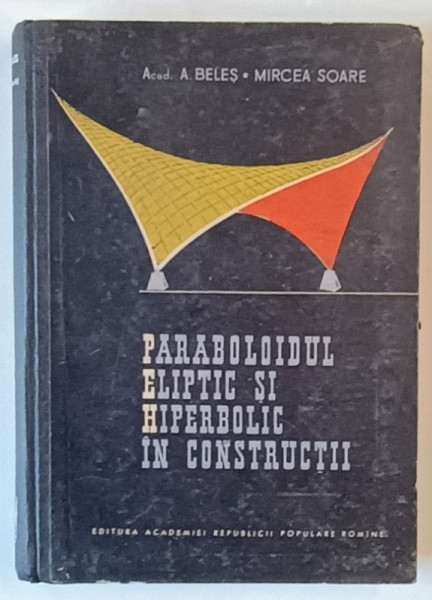 Acad. A. BELEȘ • MIRCEA SOARE
PARABOLOIDUL
ELIPTIC ȘI
HIPERBOLIC
ÎN CONSTRUCȚII
EDITURA ACADEMIEI REPUBLICII POPULARE ROMÎNE